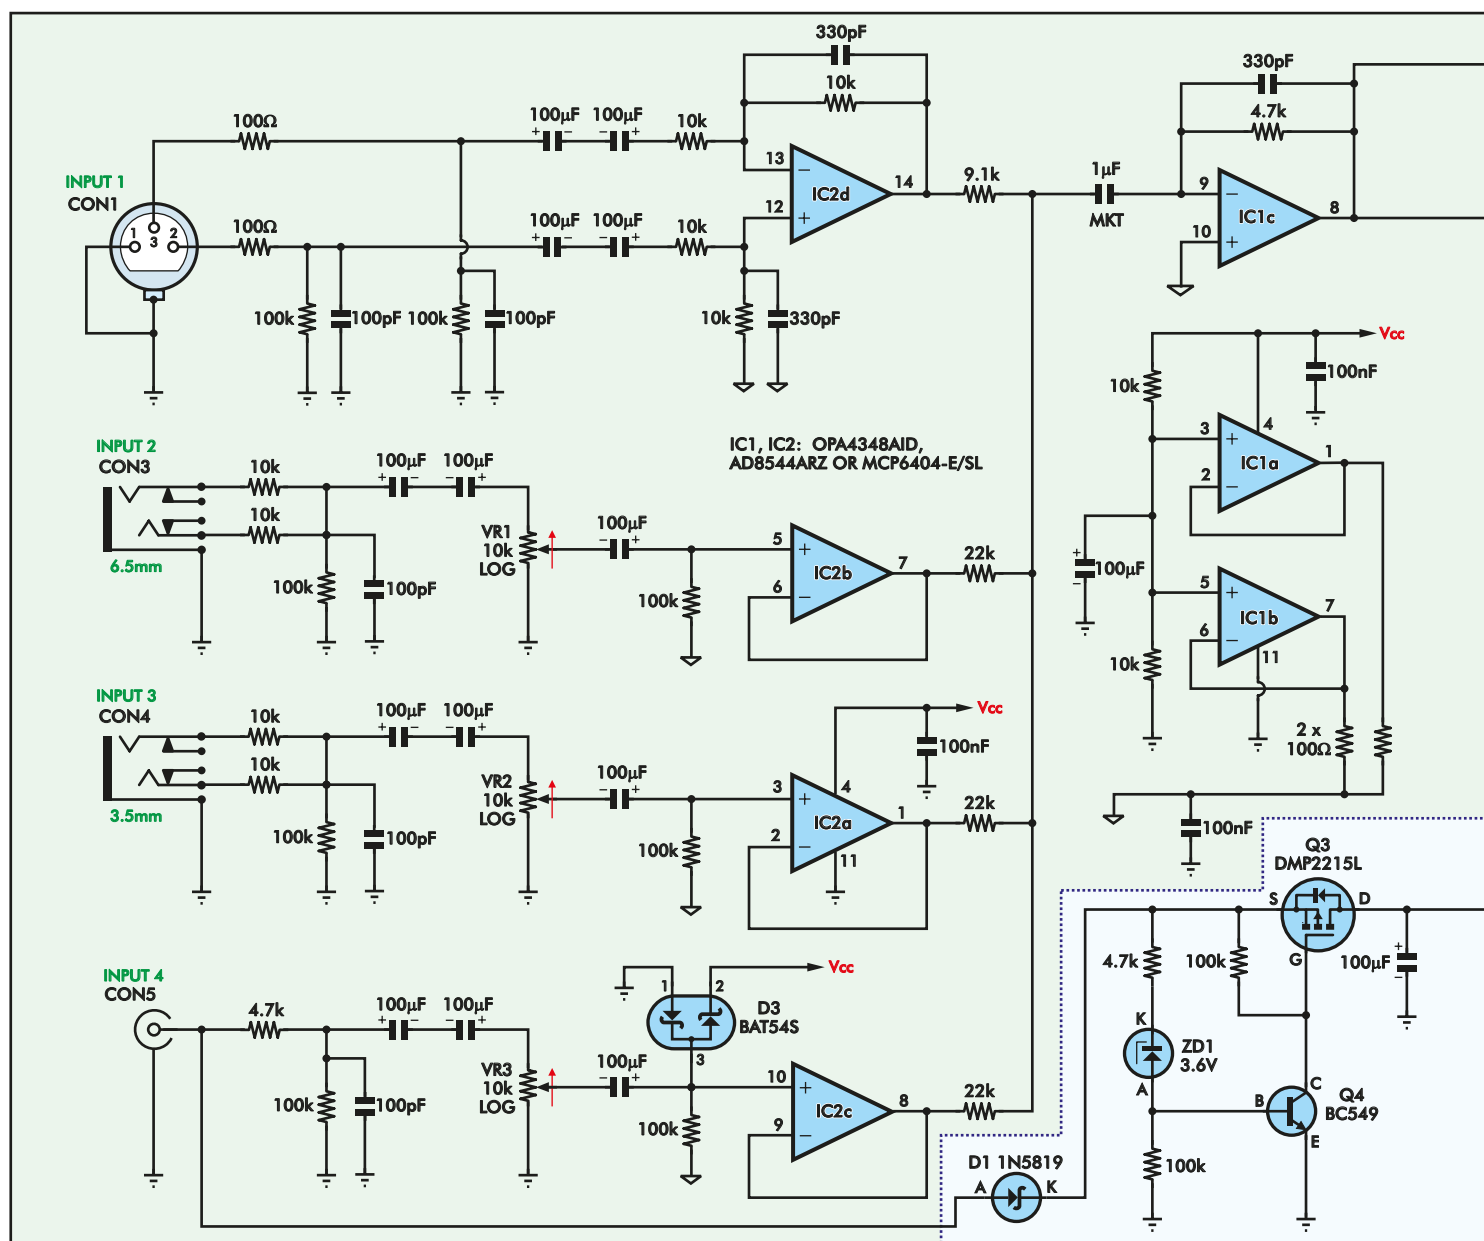 330pF
10k
330pF
4.7k
100Ω
100µF
100µF
10k
+
−
−
+
13
−
IC2d
14
12
+
9.1k
1µF
MKT
9
−
IC1c
8
10
+
INPUT 1
CON1
1
3
2
100Ω
100µF
100µF
10k
+
−
−
+
100k
100pF
100k
100pF
10k
330pF
Vcc
10k
100nF
3
+
4
IC1a
1
2
−
INPUT 2
CON3
6.5mm
10k
10k
100µF
100µF
+
−
−
+
IC1, IC2: OPA4348AID,
AD8544ARZ OR MCP6404-E/SL
VR1
10k
LOG
100µF
−
+
5
+
IC2b
7
6
−
22k
100k
100pF
100k
+
100µF
−
5
+
IC1b
7
6
−
11
10k
2 x
100Ω
100nF
INPUT 3
CON4
3.5mm
10k
10k
100µF
100µF
+
−
−
+
Vcc
100nF
VR2
10k
LOG
100µF
−
+
3
+
4
IC2a
1
2
−
11
22k
100k
100pF
100k
Q3
DMP2215L
S
D
G
4.7k
100k
+
100µF
−
K
ZD1
3.6V
A
Q4
BC549
B
C
E
100k
INPUT 4
CON5
4.7k
100µF
100µF
+
−
−
+
Vcc
1
2
D3
BAT54S
3
VR3
10k
LOG
100µF
−
+
10
+
IC2c
8
9
−
22k
100k
100pF
100k
D1 1N5819
A
K